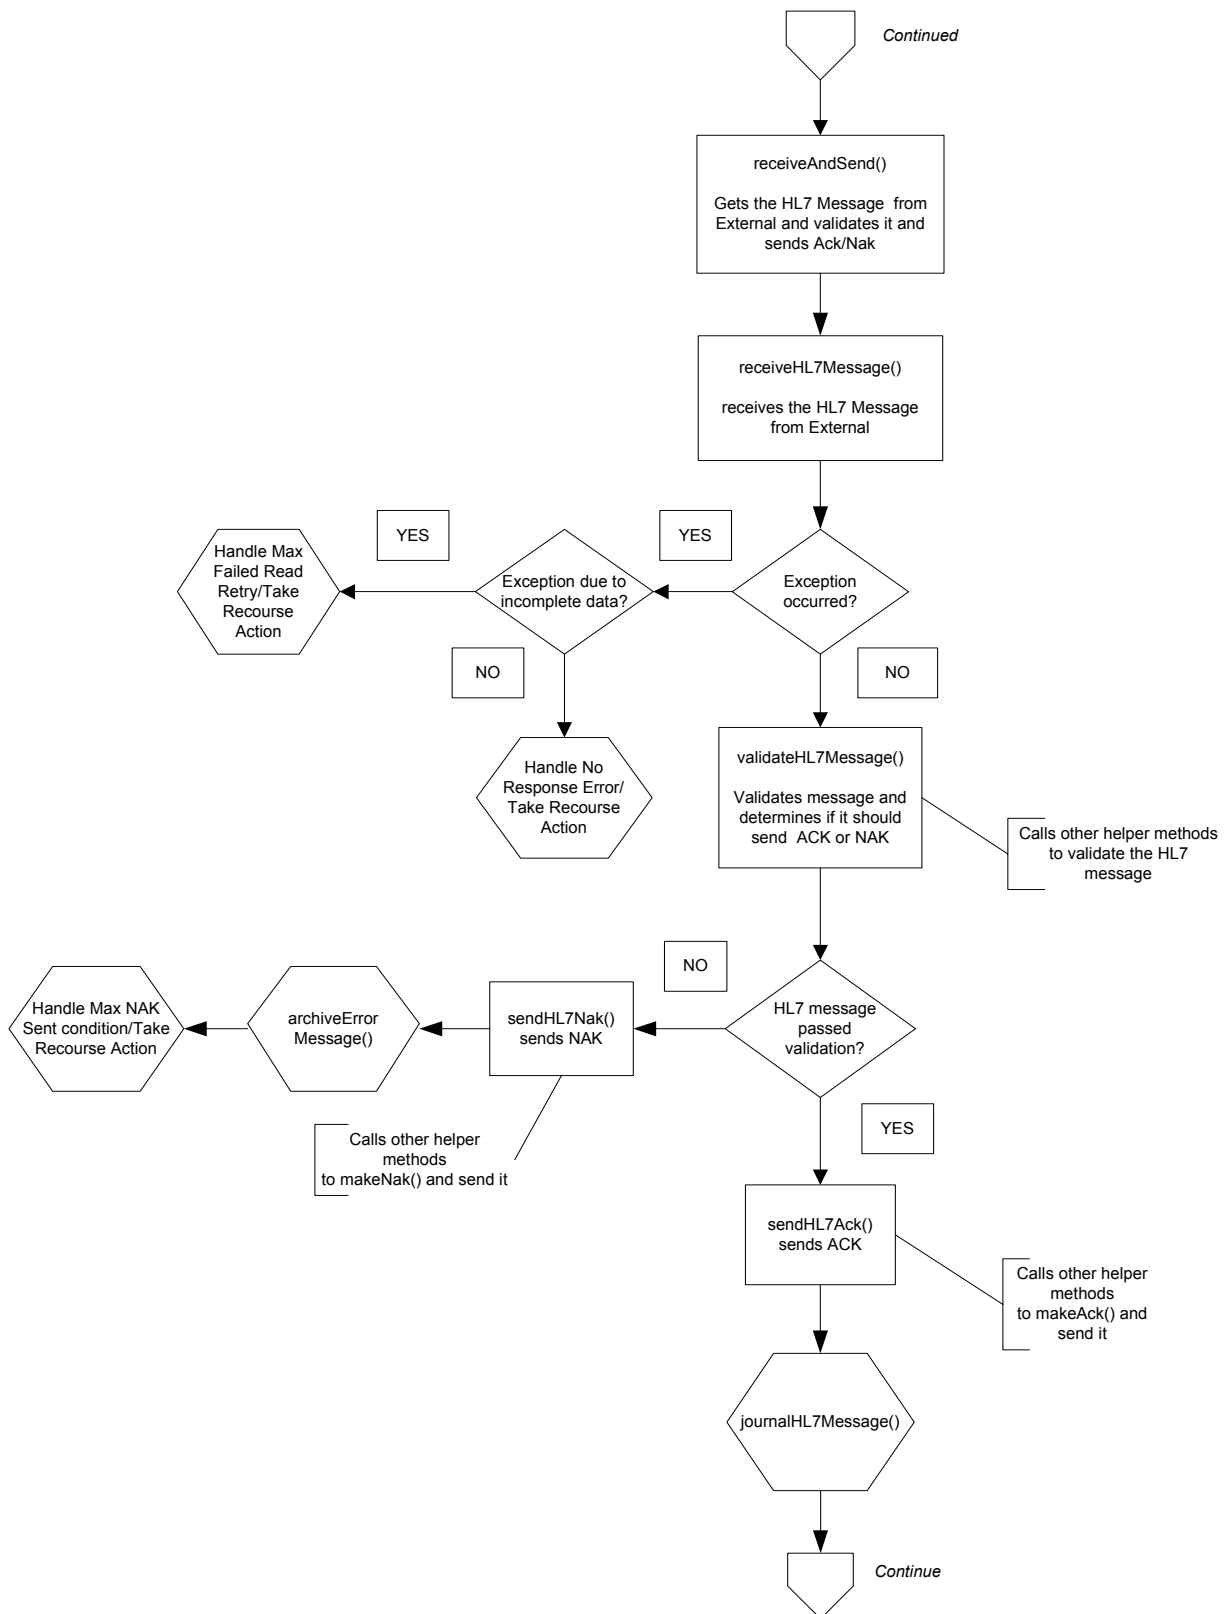 Continued
receiveAndSend()
Gets the HL7 Message from
External and validates it and
sends Ack/Nak
receiveHL7Message()
receives the HL7 Message
from External
YES
YES
Handle Max
Failed Read
Retry/Take
Recourse
Action
Exception due to
incomplete data?
Exception
occurred?
NO
NO
Handle No
Response Error/
Take Recourse
Action
validateHL7Message()
Validates message and
determines if it should
send ACK or NAK
Calls other helper methods
to validate the HL7
message
NO
Handle Max NAK
Sent condition/Take
Recourse Action
archiveError
Message()
sendHL7Nak()
sends NAK
HL7 message
passed
validation?
YES
Calls other helper
methods
to makeNak() and send it
sendHL7Ack()
sends ACK
Calls other helper
methods
to makeAck() and
send it
journalHL7Message()
Continue